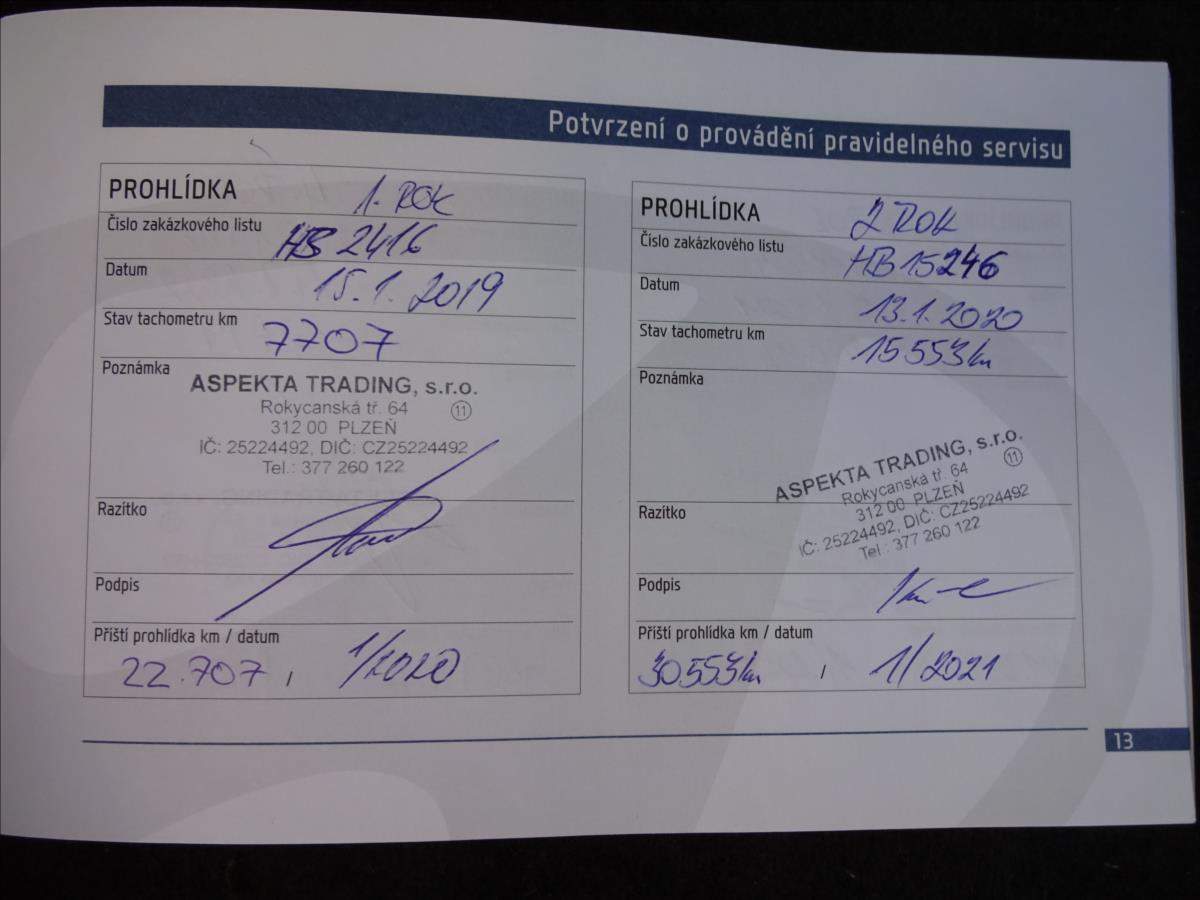 Potvrzení o provádění pravidelného servisu
PROHLÍDKA 1. ROK
Číslo zakázkového listu HB 2416
Datum 15.1.2019
Stav tachometru km 7707
Poznámka
ASPEKTA TRADING, s.r.o.
Rokycanská tř. 64 11
312 00 PLZEŇ
IČ: 25224492, DIČ: CZ25224492
Tel.: 377 260 122
Razítko
Podpis
Příští prohlídka km / datum
22.707 / 1/2020
PROHLÍDKA 2 ROK
Číslo zakázkového listu HB 15246
Datum 13.1.2020
Stav tachometru km 15553km
Poznámka
ASPEKTA TRADING, s.r.o.
Rokycanská tř. 64 11
312 00 PLZEŇ
IČ: 25224492, DIČ: CZ25224492
Tel.: 377 260 122
Razítko
Podpis
Příští prohlídka km / datum
30553km / 1/2021
13